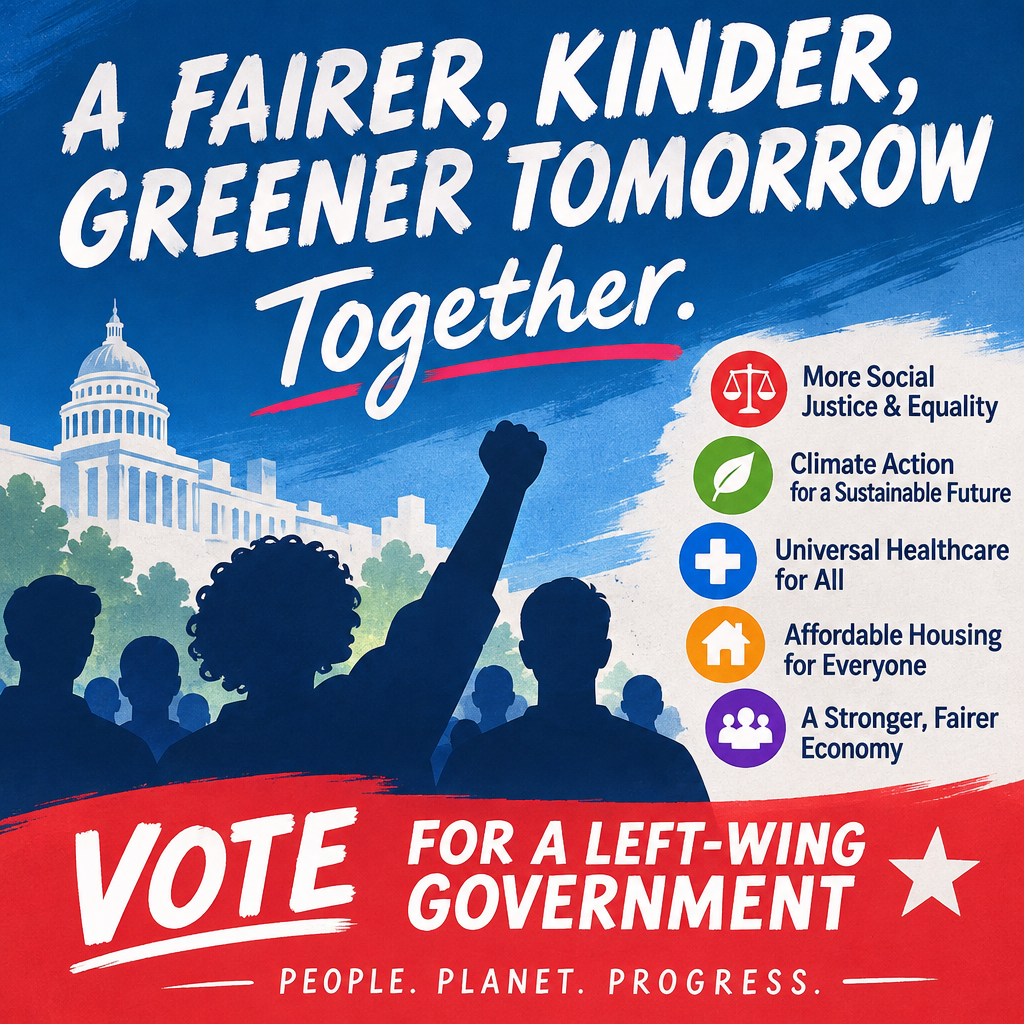 A FAIRER, KINDER,
GREENER TOMORROW
Together.
More Social
Justice & Equality
Climate Action
for a Sustainable Future
Universal Healthcare
for All
Affordable Housing
for Everyone
A Stronger, Fairer
Economy
VOTE
FOR A LEFT-WING
GOVERNMENT
PEOPLE. PLANET. PROGRESS.